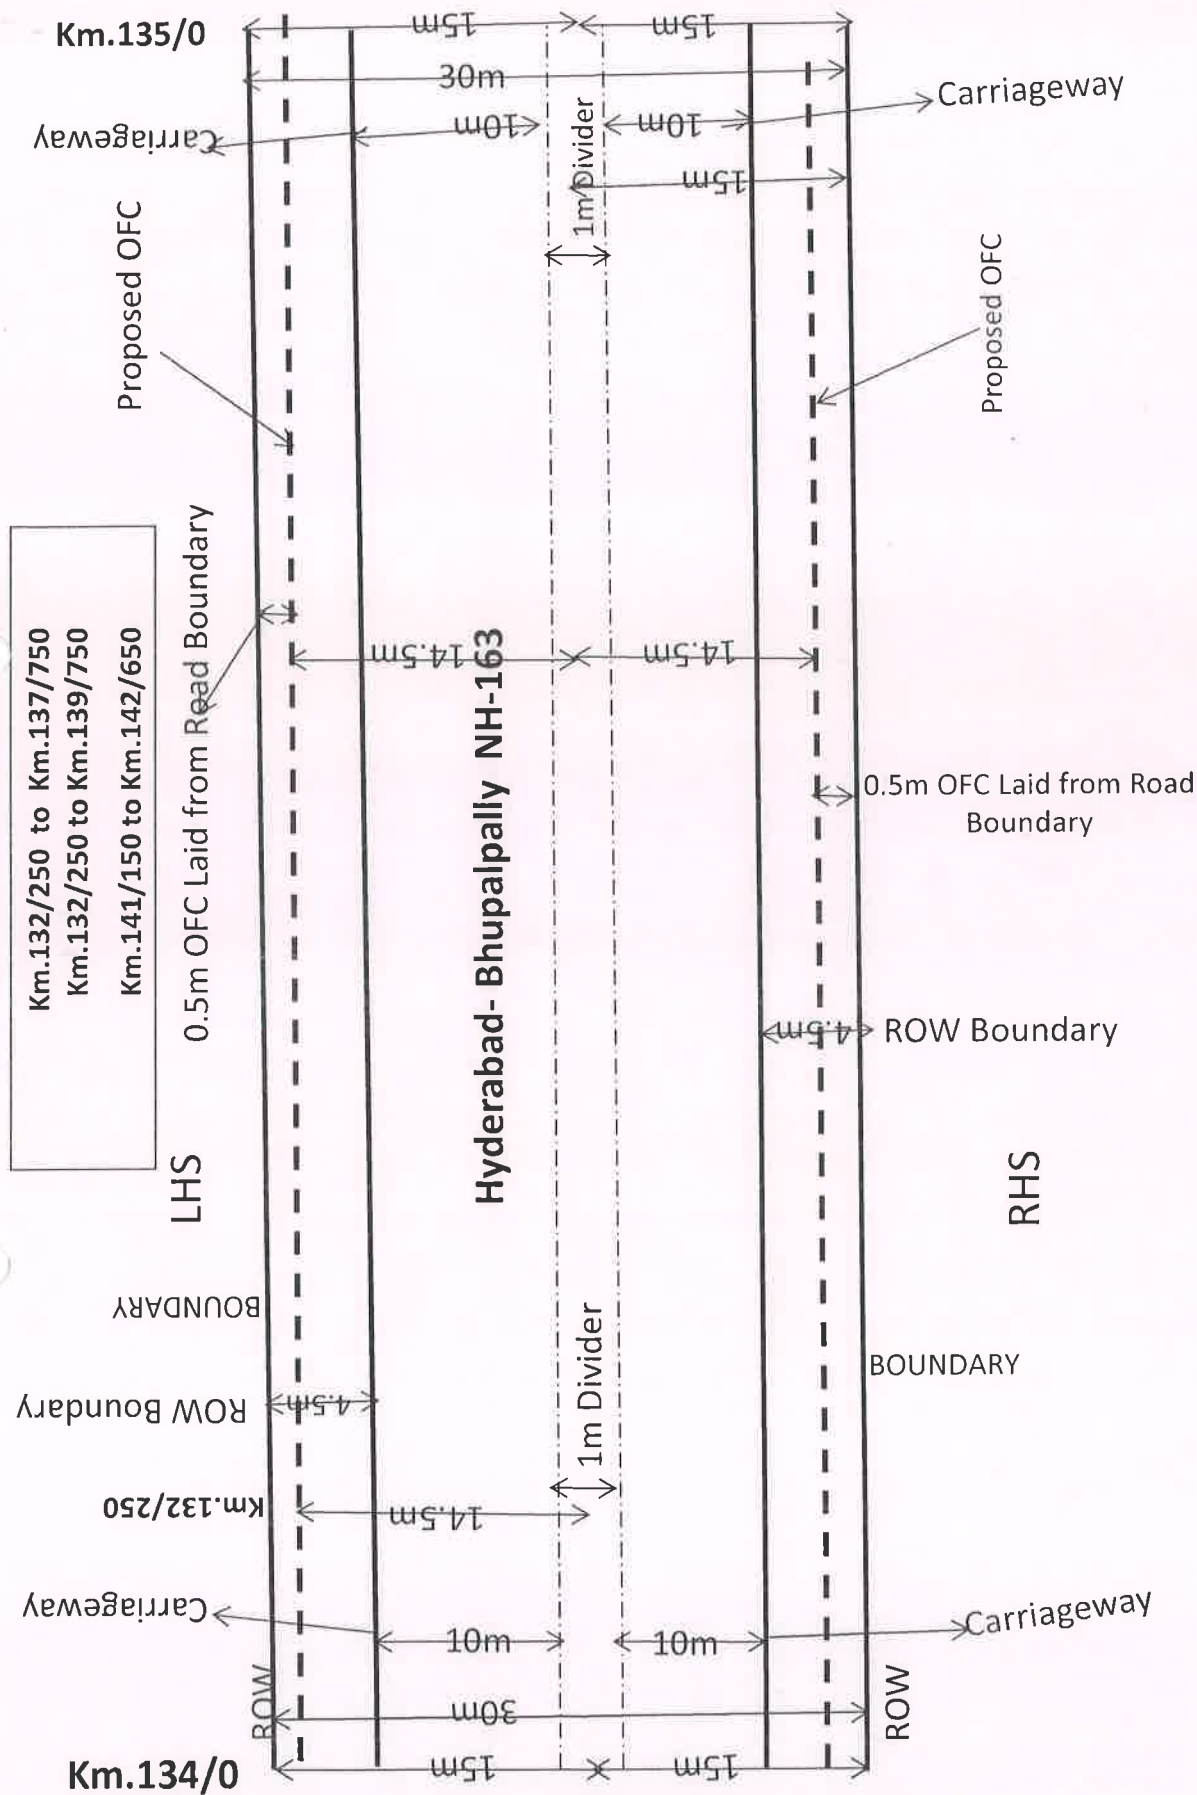 Km.135/0
15m
15m
30m
Carriageway
Carriageway
10m
10m
1m Divider
15m
Proposed OFC
Proposed OFC
Km.132/250 to Km.137/750
Km.132/250 to Km.139/750
Km.141/150 to Km.142/650
0.5m OFC Laid from Road Boundary
14.5m
14.5m
Hyderabad- Bhupalpally NH-163
0.5m OFC Laid from Road
Boundary
4.5m
ROW Boundary
LHS
RHS
BOUNDARY
BOUNDARY
ROW Boundary
4.5m
1m Divider
Km.132/250
14.5m
Carriageway
10m
10m
Carriageway
ROW
30m
ROW
Km.134/0
15m
15m